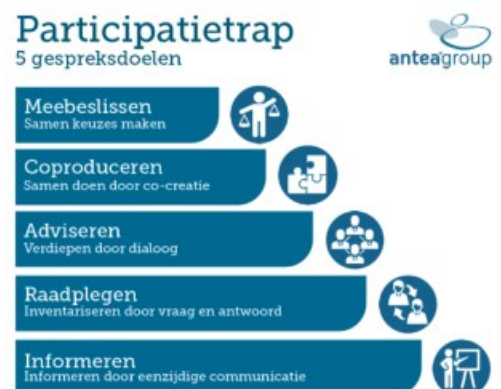 Participatietrap
5 gespreksdoelen
anteagroup
Meebeslissen
Samen keuzes maken
Coproduceren
Samen doen door co-creatie
Adviseren
Verdiepen door dialoog
Raadplegen
Inventariseren door vraag en antwoord
Informeren
Informeren door eenzijdige communicatie